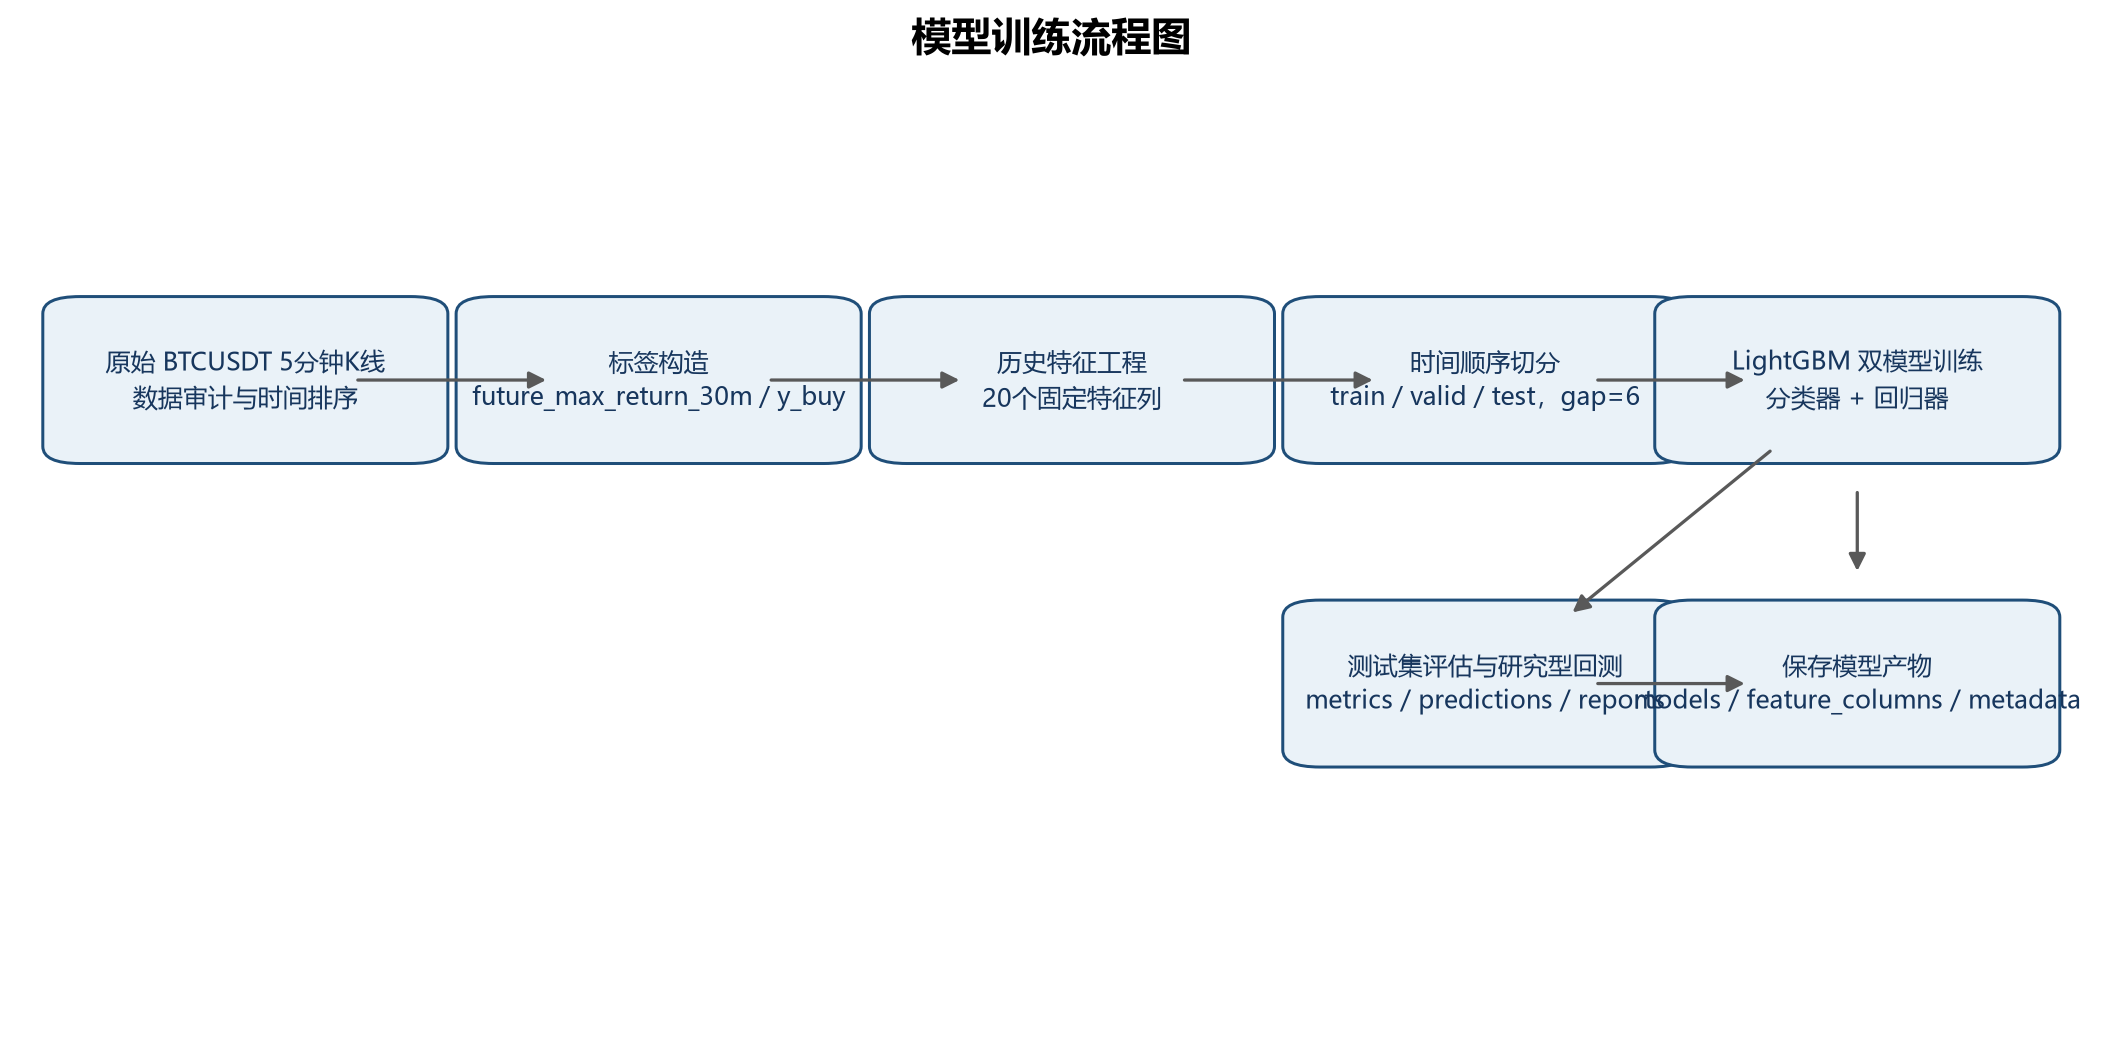 模型训练流程图
原始 BTCUSDT 5分钟K线
数据审计与时间排序
标签构造
future_max_return_30m / y_buy
历史特征工程
20个固定特征列
时间顺序切分
train / valid / test，gap=6
LightGBM 双模型训练
分类器 + 回归器
测试集评估与研究型回测
metrics / predictions / reports
保存模型产物
models / feature_columns / metadata